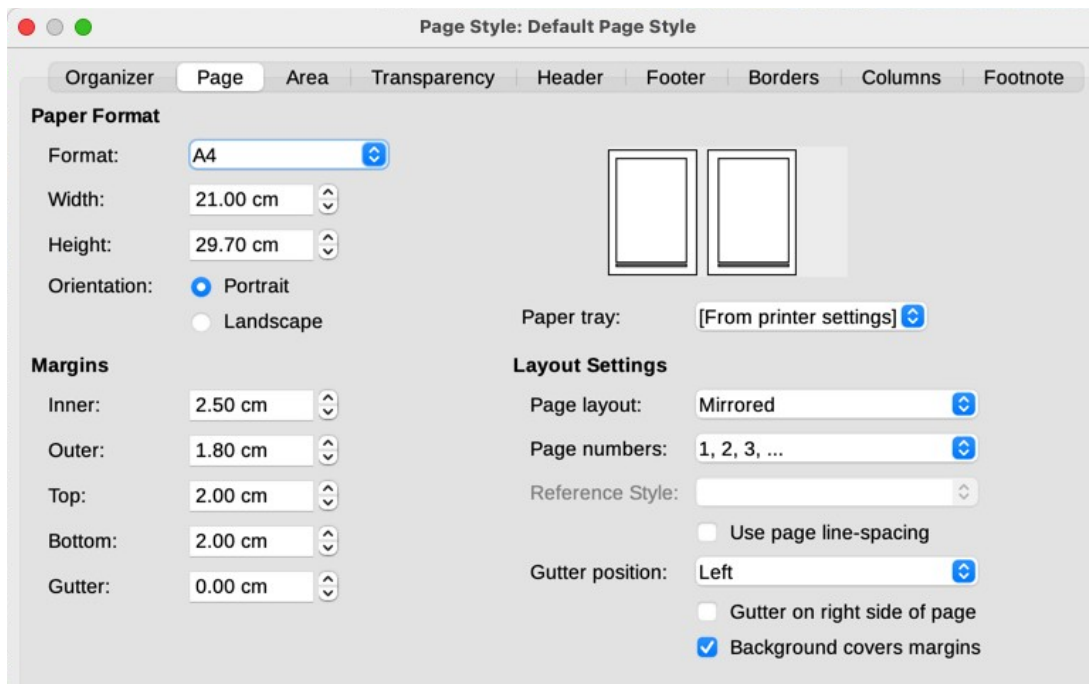 Page Style: Default Page Style
Organizer Page Area Transparency Header Footer Borders Columns Footnote
Paper Format
Format: A4
Width: 21.00 cm
Height: 29.70 cm
Orientation: Portrait
Landscape
Paper tray: [From printer settings]
Margins
Inner: 2.50 cm
Outer: 1.80 cm
Top: 2.00 cm
Bottom: 2.00 cm
Gutter: 0.00 cm
Layout Settings
Page layout: Mirrored
Page numbers: 1, 2, 3, ...
Reference Style:
Use page line-spacing
Gutter position: Left
Gutter on right side of page
Background covers margins